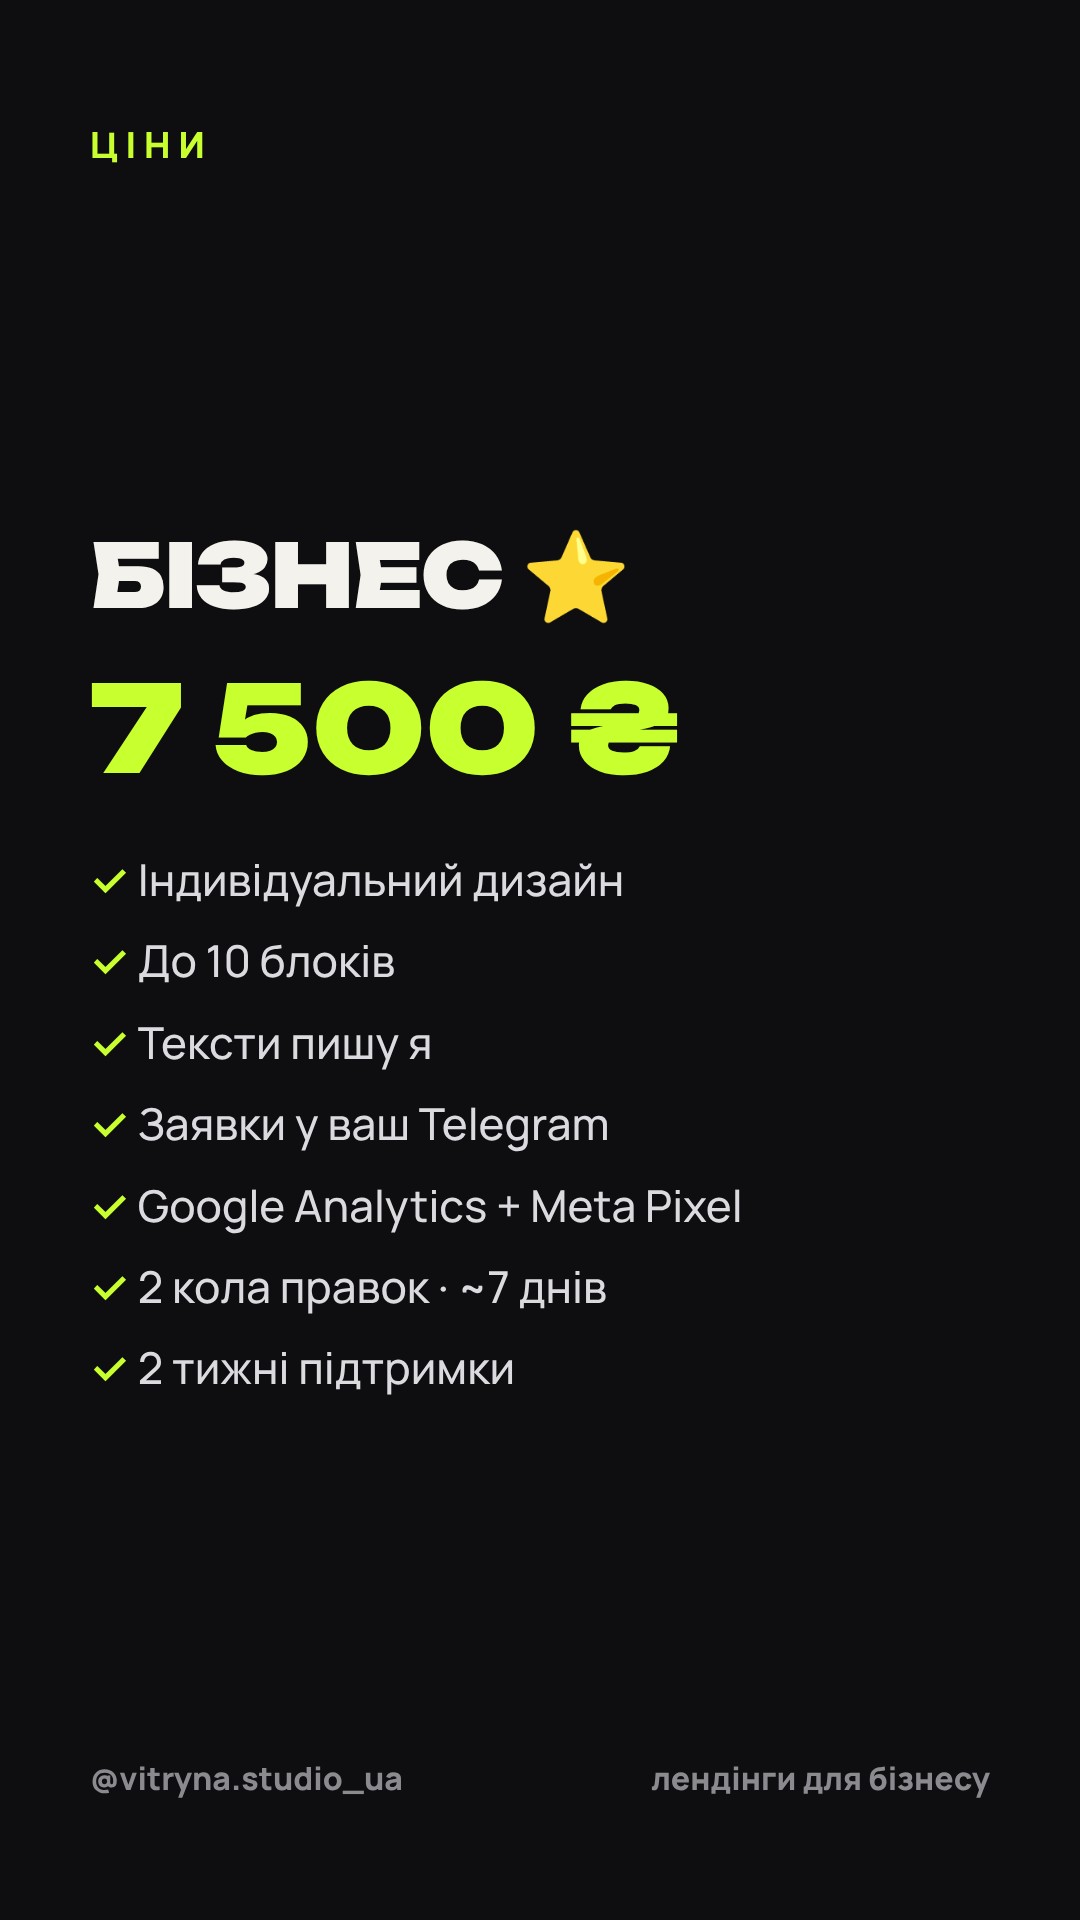 ЦІНИ
БІЗНЕС ⭐
7 500 ₴
✓ Індивідуальний дизайн
✓ До 10 блоків
✓ Тексти пишу я
✓ Заявки у ваш Telegram
✓ Google Analytics + Meta Pixel
✓ 2 кола правок · ~7 днів
✓ 2 тижні підтримки
@vitryna.studio_ua
лендінги для бізнесу